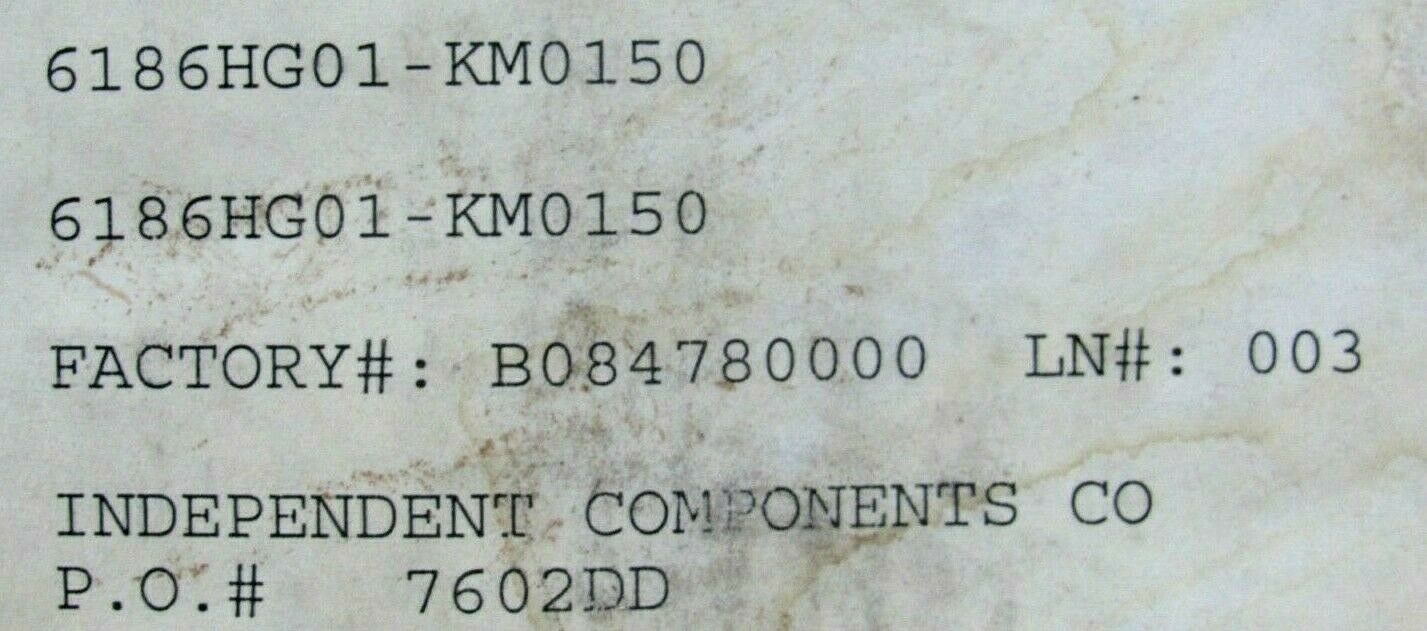 6186HG01-KM0150
6186HG01-KM0150
FACTORY#: B084780000 LN#: 003
INDEPENDENT COMPONENTS CO
P.O.# 7602DD